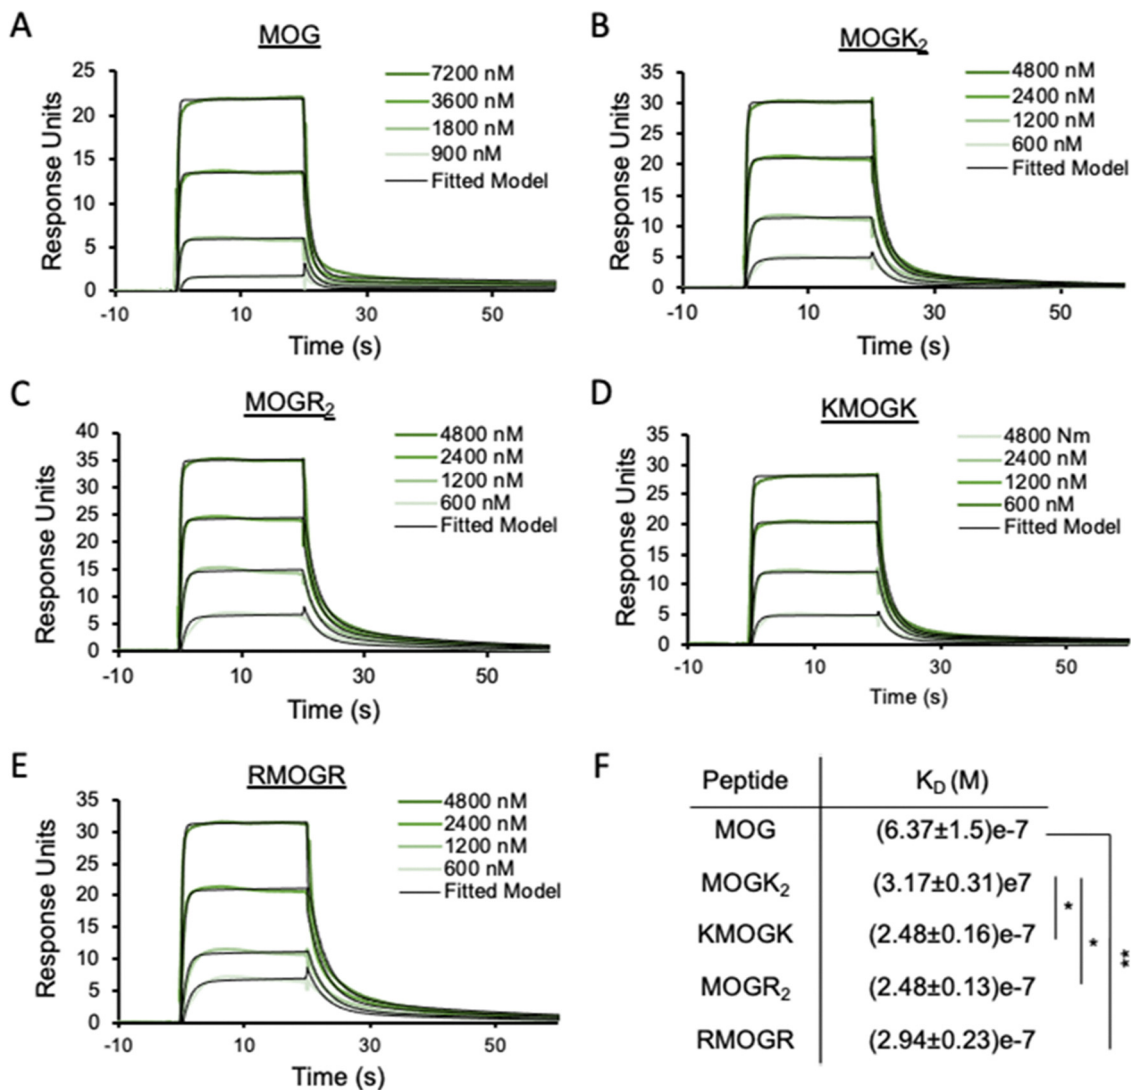 A
MOG
25
20
15
10
5
0
-10
10
30
50
Response Units
Time (s)
7200 nM
3600 nM
1800 nM
900 nM
Fitted Model
B
MOGK2
35
30
25
20
15
10
5
0
-10
10
30
50
Response Units
Time (s)
4800 nM
2400 nM
1200 nM
600 nM
Fitted Model
C
MOGR2
40
35
30
25
20
15
10
5
0
-10
10
30
50
Response Units
Time (s)
4800 nM
2400 nM
1200 nM
600 nM
Fitted Model
D
KMOGK
35
30
25
20
15
10
5
0
-10
10
30
50
Response Units
Time (s)
4800 Nm
2400 nM
1200 nM
600 nM
Fitted Model
E
RMOGR
35
30
25
20
15
10
5
0
-10
10
30
50
Response Units
Time (s)
4800 nM
2400 nM
1200 nM
600 nM
Fitted Model
F
Peptide KD (M)
MOG (6.37±1.5)e-7
MOGK2 (3.17±0.31)e7
KMOGK (2.48±0.16)e-7
MOGR2 (2.48±0.13)e-7
RMOGR (2.94±0.23)e-7
*
*
**